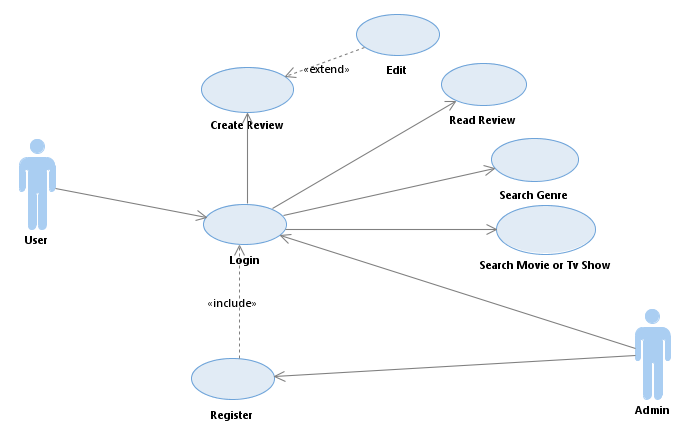 «extend»
Edit
Create Review
Read Review
Search Genre
User
Login
Search Movie or Tv Show
«include»
Register
Admin